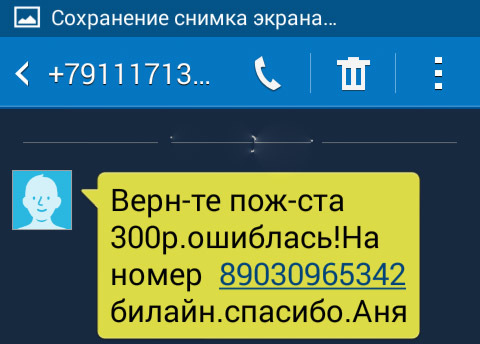 Сохранение снимка экрана...
+79111713...
Верн-те пож-ста
300р.ошиблась!На
номер 89030965342
билайн.спасибо.Аня